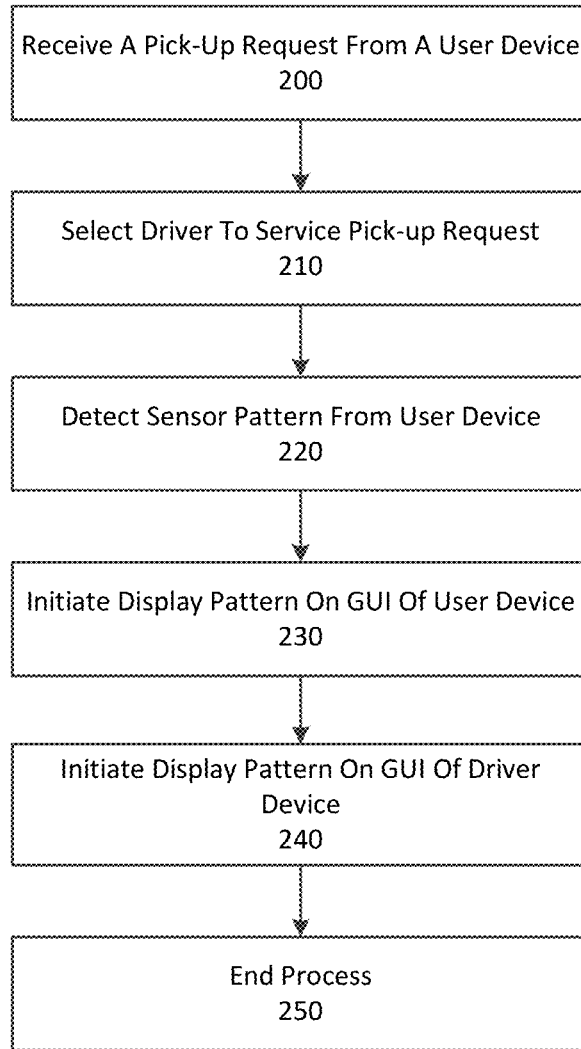 Receive A Pick-Up Request From A User Device
200
Select Driver To Service Pick-up Request
210
Detect Sensor Pattern From User Device
220
Initiate Display Pattern On GUI Of User Device
230
Initiate Display Pattern On GUI Of Driver
Device
240
End Process
250